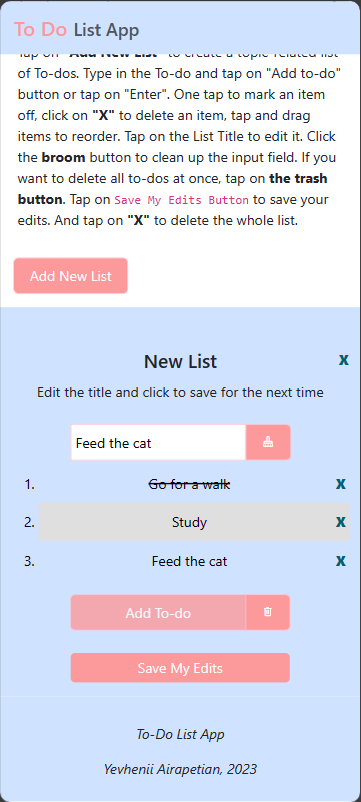 To Do List App
Tap on "Add New List" to create a topic related list
of To-dos. Type in the To-do and tap on "Add to-do"
button or tap on "Enter". One tap to mark an item
off, click on "X" to delete an item, tap and drag
items to reorder. Tap on the List Title to edit it. Click
the broom button to clean up the input field. If you
want to delete all to-dos at once, tap on the trash
button. Tap on Save My Edits Button to save your
edits. And tap on "X" to delete the whole list.
Add New List
New List X
Edit the title and click to save for the next time
Feed the cat
1. Go for a walk X
2. Study X
3. Feed the cat X
Add To-do
Save My Edits
To-Do List App
Yevhenii Airapetian, 2023